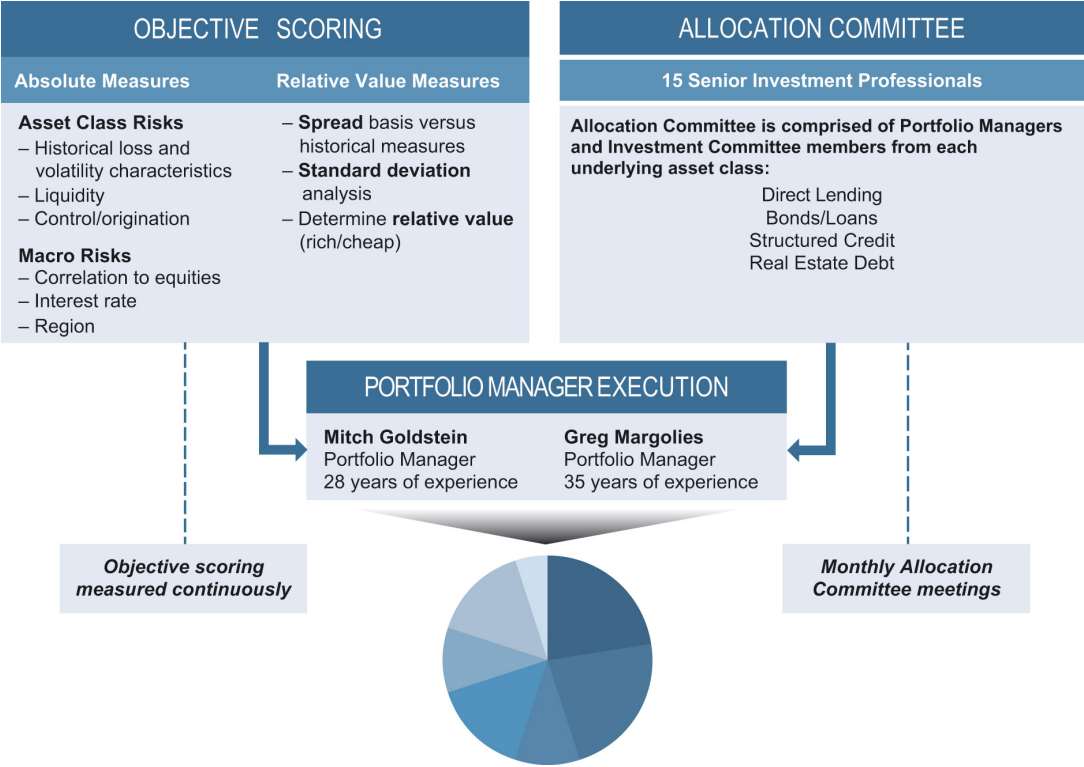 OBJECTIVE SCORING
Absolute Measures
Asset Class Risks
– Historical loss and
volatility characteristics
– Liquidity
– Control/origination
Macro Risks
– Correlation to equities
– Interest rate
– Region
Relative Value Measures
– Spread basis versus
historical measures
– Standard deviation
analysis
– Determine relative value
(rich/cheap)
ALLOCATION COMMITTEE
15 Senior Investment Professionals
Allocation Committee is comprised of Portfolio Managers
and Investment Committee members from each
underlying asset class:
Direct Lending
Bonds/Loans
Structured Credit
Real Estate Debt
PORTFOLIO MANAGER EXECUTION
Mitch Goldstein
Portfolio Manager
28 years of experience
Greg Margolies
Portfolio Manager
35 years of experience
Objective scoring
measured continuously
Monthly Allocation
Committee meetings